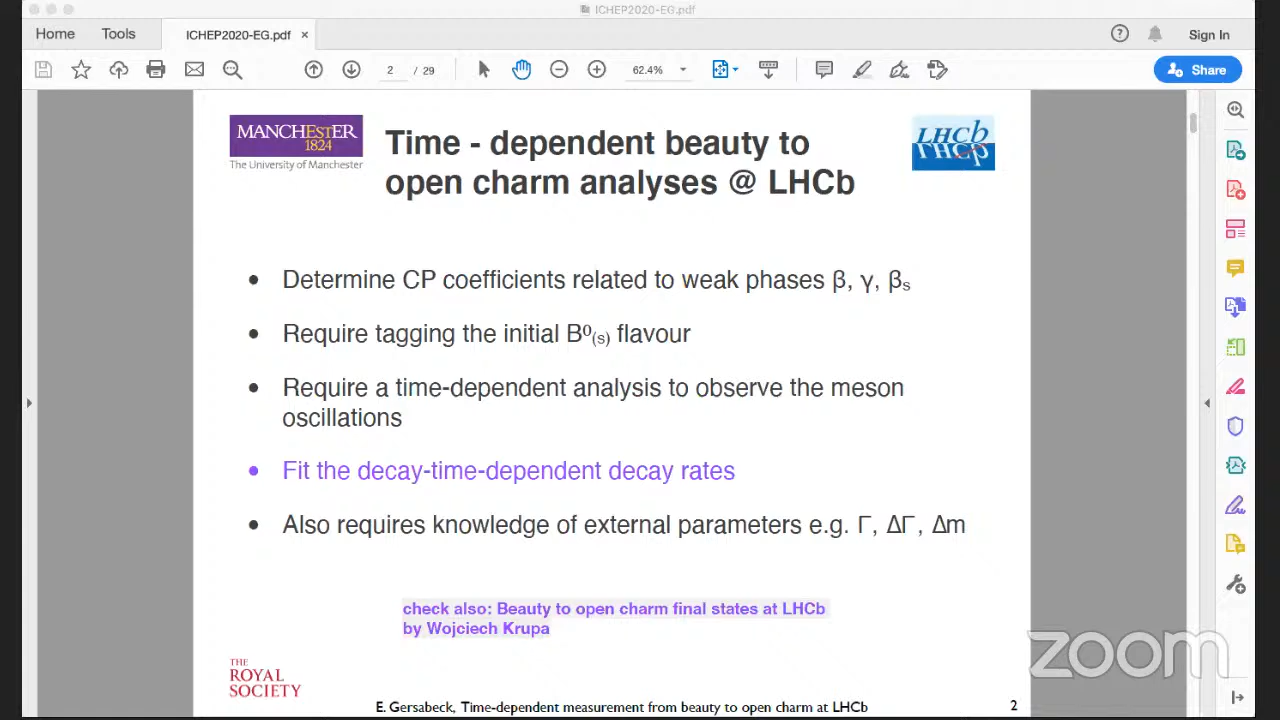 ICHEP2020-EG.pdf
Home Tools ICHEP2020-EG.pdf × Sign In
2 / 29 62.4% Share
MANCHESTER
1824
The University of Manchester
Time - dependent beauty to
open charm analyses @ LHCb
LHCb
• Determine CP coefficients related to weak phases β, γ, βₛ
• Require tagging the initial B⁰₍ₛ₎ flavour
• Require a time-dependent analysis to observe the meson
oscillations
• Fit the decay-time-dependent decay rates
• Also requires knowledge of external parameters e.g. Γ, ΔΓ, Δm
check also: Beauty to open charm final states at LHCb
by Wojciech Krupa
zoom
THE
ROYAL
SOCIETY
E. Gersabeck, Time-dependent measurement from beauty to open charm at LHCb 2